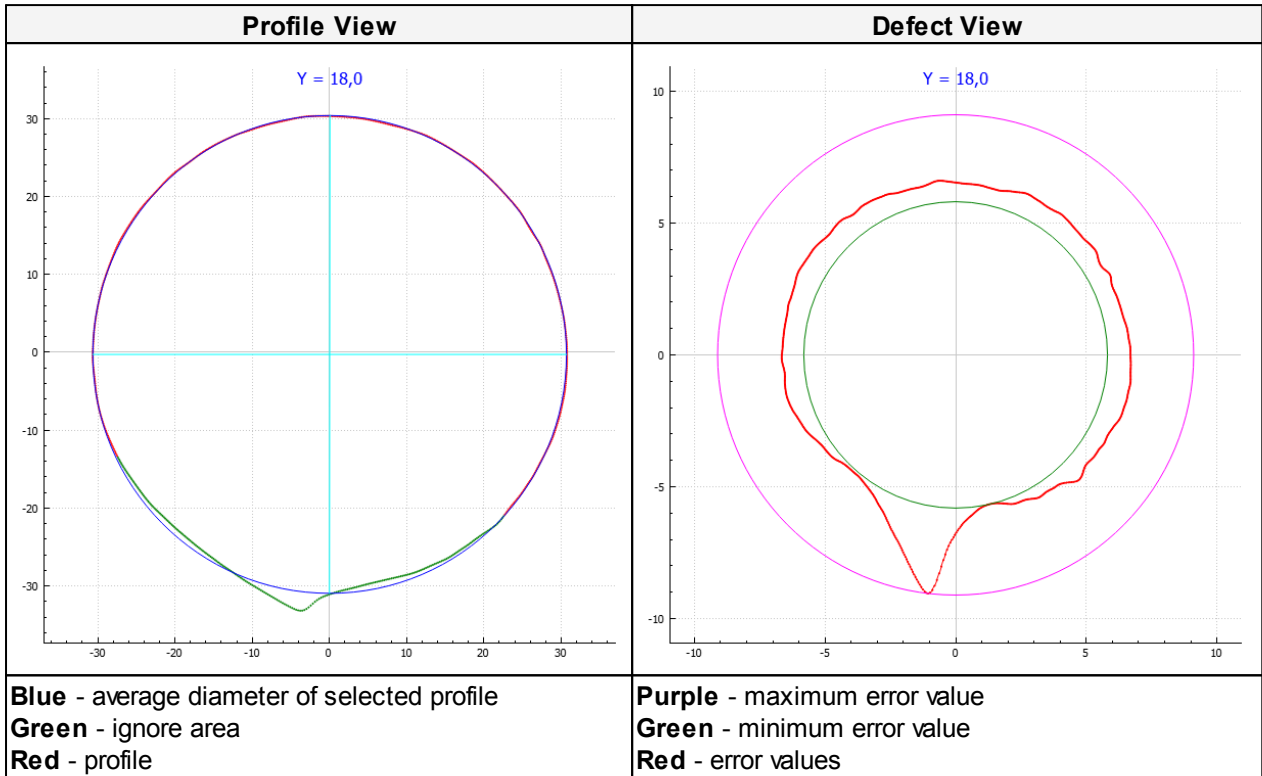 Profile View
Defect View
Y = 18,0
30
20
10
0
-10
-20
-30
-30
-20
-10
0
10
20
30
Y = 18,0
10
5
0
-5
-10
-10
-5
0
5
10
Blue - average diameter of selected profile
Green - ignore area
Red - profile
Purple - maximum error value
Green - minimum error value
Red - error values